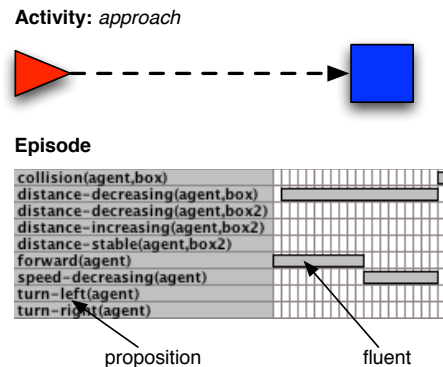 Activity: approach
Episode
collision(agent,box)
distance-decreasing(agent,box)
distance-decreasing(agent,box2)
distance-increasing(agent,box2)
distance-stable(agent,box2)
forward(agent)
speed-decreasing(agent)
turn-left(agent)
turn-right(agent)
proposition fluent